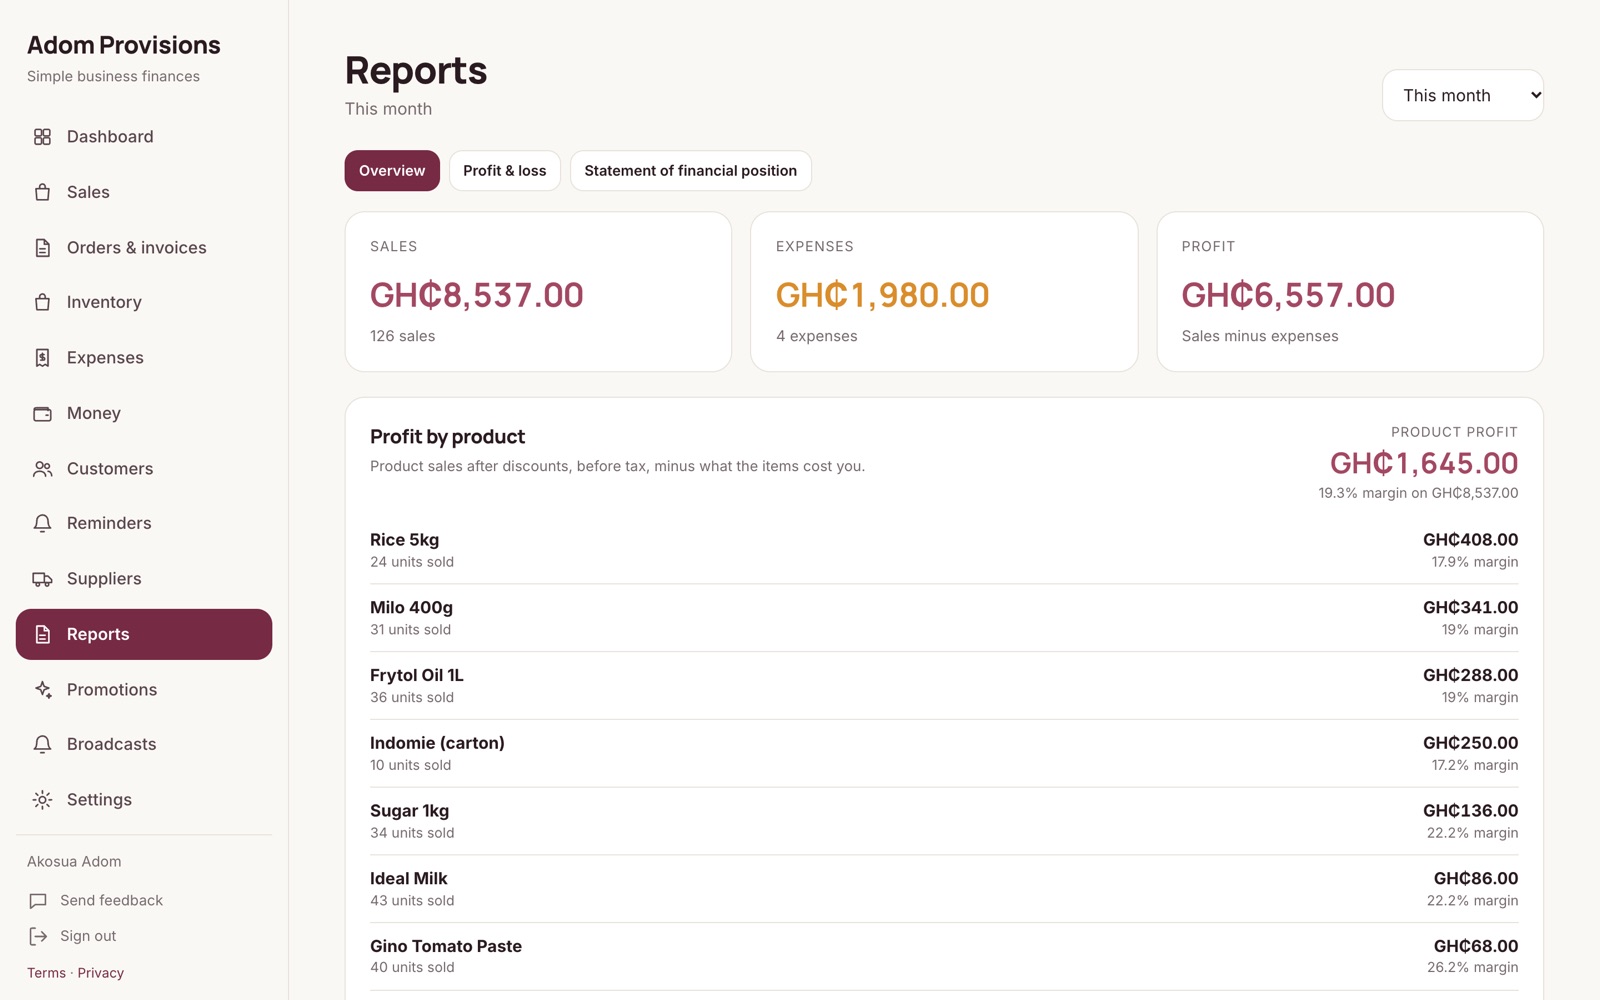 Adom Provisions
Simple business finances
Dashboard
Sales
Orders & invoices
Inventory
Expenses
Money
Customers
Reminders
Suppliers
Reports
Promotions
Broadcasts
Settings
Akosua Adom
Send feedback
Sign out
Terms · Privacy
Reports
This month
This month
Overview
Profit & loss
Statement of financial position
SALES
GH₵8,537.00
126 sales
EXPENSES
GH₵1,980.00
4 expenses
PROFIT
GH₵6,557.00
Sales minus expenses
Profit by product
Product sales after discounts, before tax, minus what the items cost you.
PRODUCT PROFIT
GH₵1,645.00
19.3% margin on GH₵8,537.00
Rice 5kg
GH₵408.00
24 units sold
17.9% margin
Milo 400g
GH₵341.00
31 units sold
19% margin
Frytol Oil 1L
GH₵288.00
36 units sold
19% margin
Indomie (carton)
GH₵250.00
10 units sold
17.2% margin
Sugar 1kg
GH₵136.00
34 units sold
22.2% margin
Ideal Milk
GH₵86.00
43 units sold
22.2% margin
Gino Tomato Paste
GH₵68.00
40 units sold
26.2% margin